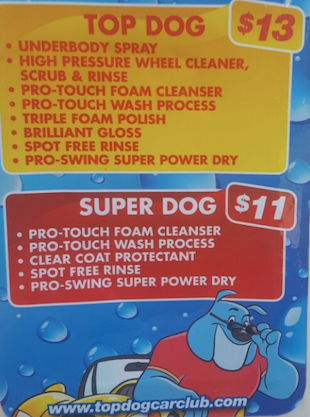 TOP DOG $13
• UNDERBODY SPRAY
• HIGH PRESSURE WHEEL CLEANER,
SCRUB & RINSE
• PRO-TOUCH FOAM CLEANSER
• PRO-TOUCH WASH PROCESS
• TRIPLE FOAM POLISH
• BRILLIANT GLOSS
• SPOT FREE RINSE
• PRO-SWING SUPER POWER DRY
SUPER DOG $11
• PRO-TOUCH FOAM CLEANSER
• PRO-TOUCH WASH PROCESS
• CLEAR COAT PROTECTANT
• SPOT FREE RINSE
• PRO-SWING SUPER POWER DRY
www.topdogcarclub.com